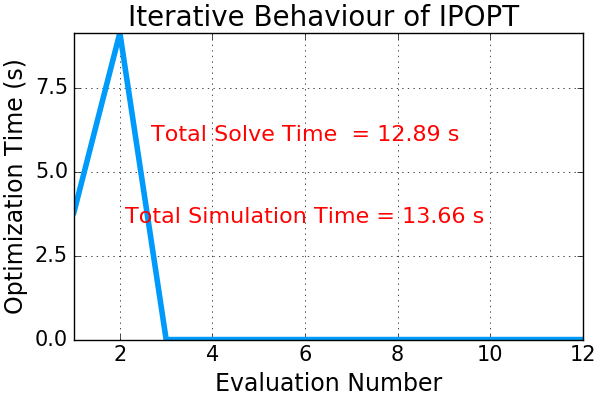 Iterative Behaviour of IPOPT
7.5
5.0
2.5
0.0
Optimization Time (s)
Total Solve Time  = 12.89 s
Total Simulation Time = 13.66 s
2 4 6 8 10 12
Evaluation Number